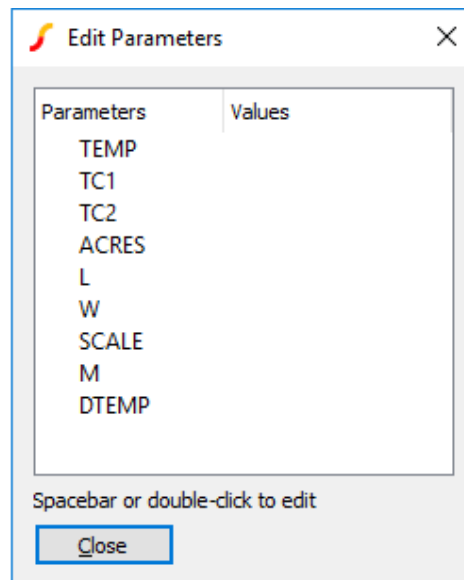 Edit Parameters
Parameters Values
TEMP
TC1
TC2
ACRES
L
W
SCALE
M
DTEMP
Spacebar or double-click to edit
Close